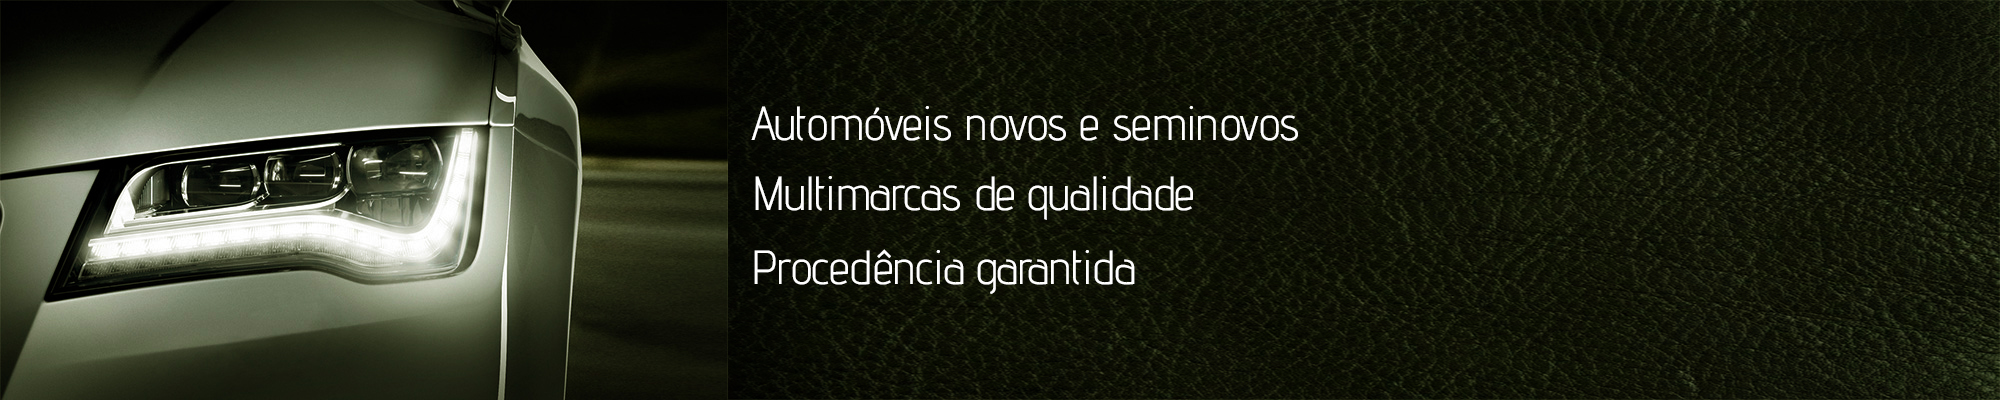 Automóveis novos e seminovos
Multimarcas de qualidade
Procedência garantida